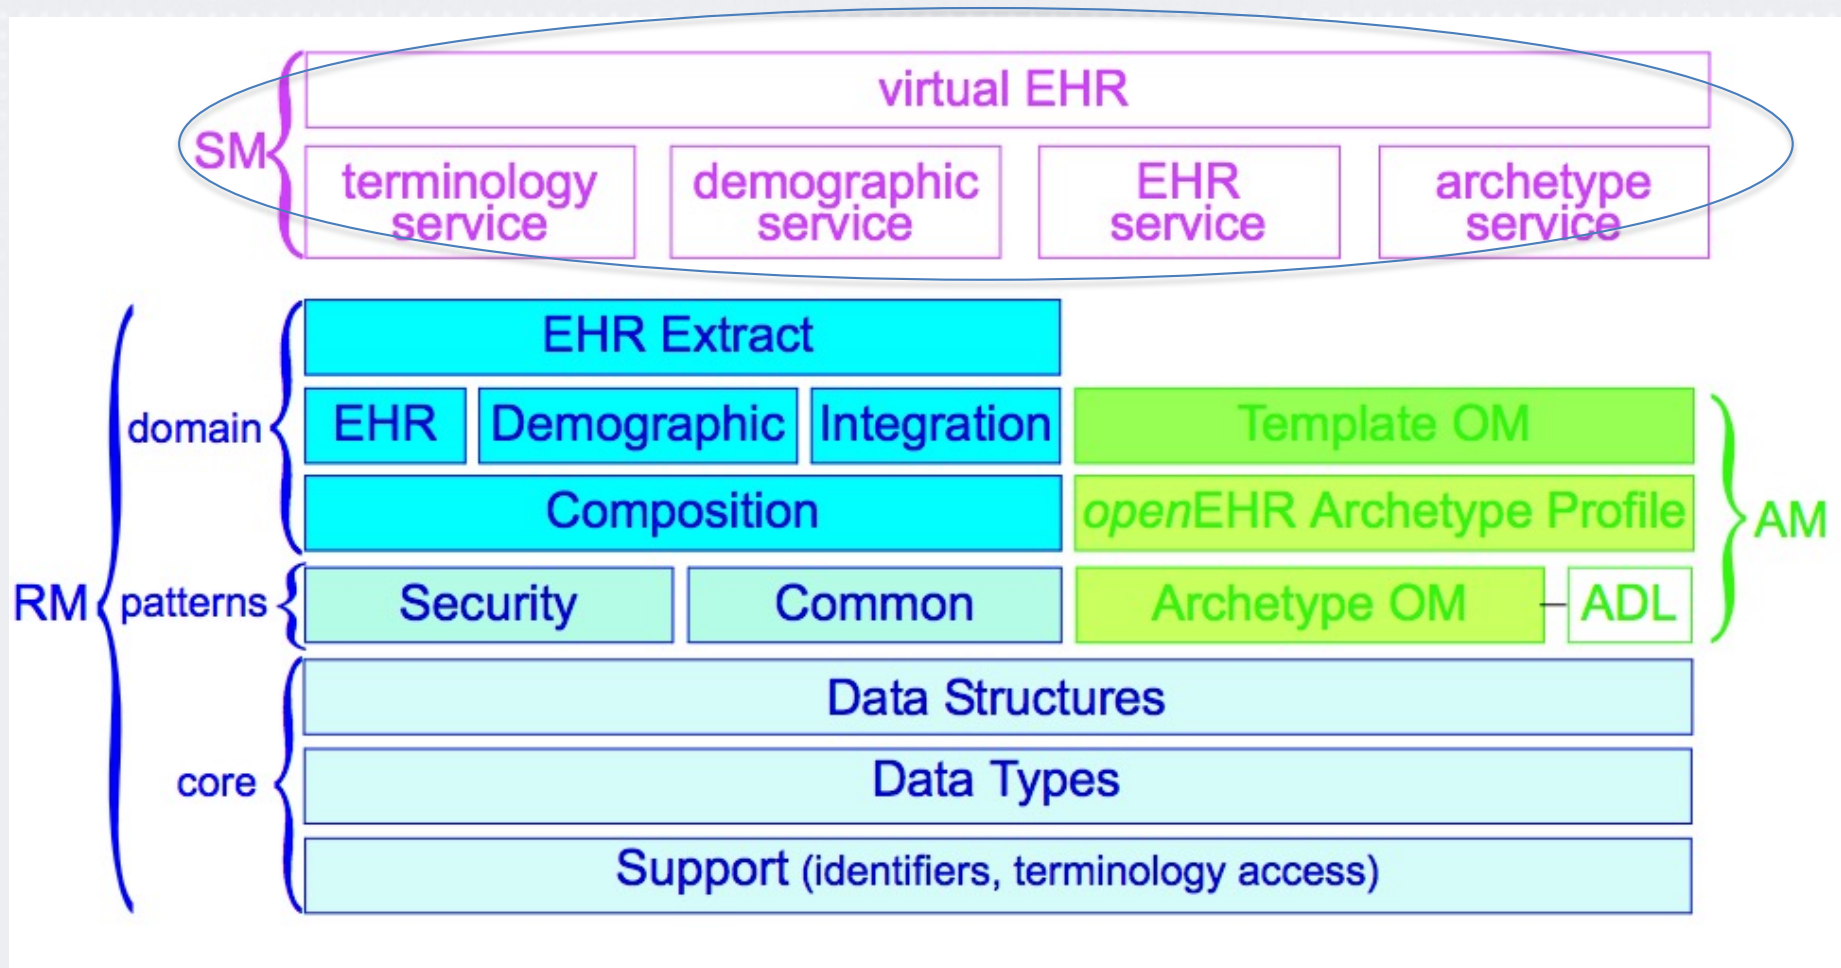 virtual EHR
SM
terminology
service
demographic
service
EHR
service
archetype
service
EHR Extract
domain
EHR
Demographic
Integration
Template OM
Composition
openEHR Archetype Profile
AM
RM
patterns
Security
Common
Archetype OM
ADL
Data Structures
core
Data Types
Support (identifiers, terminology access)